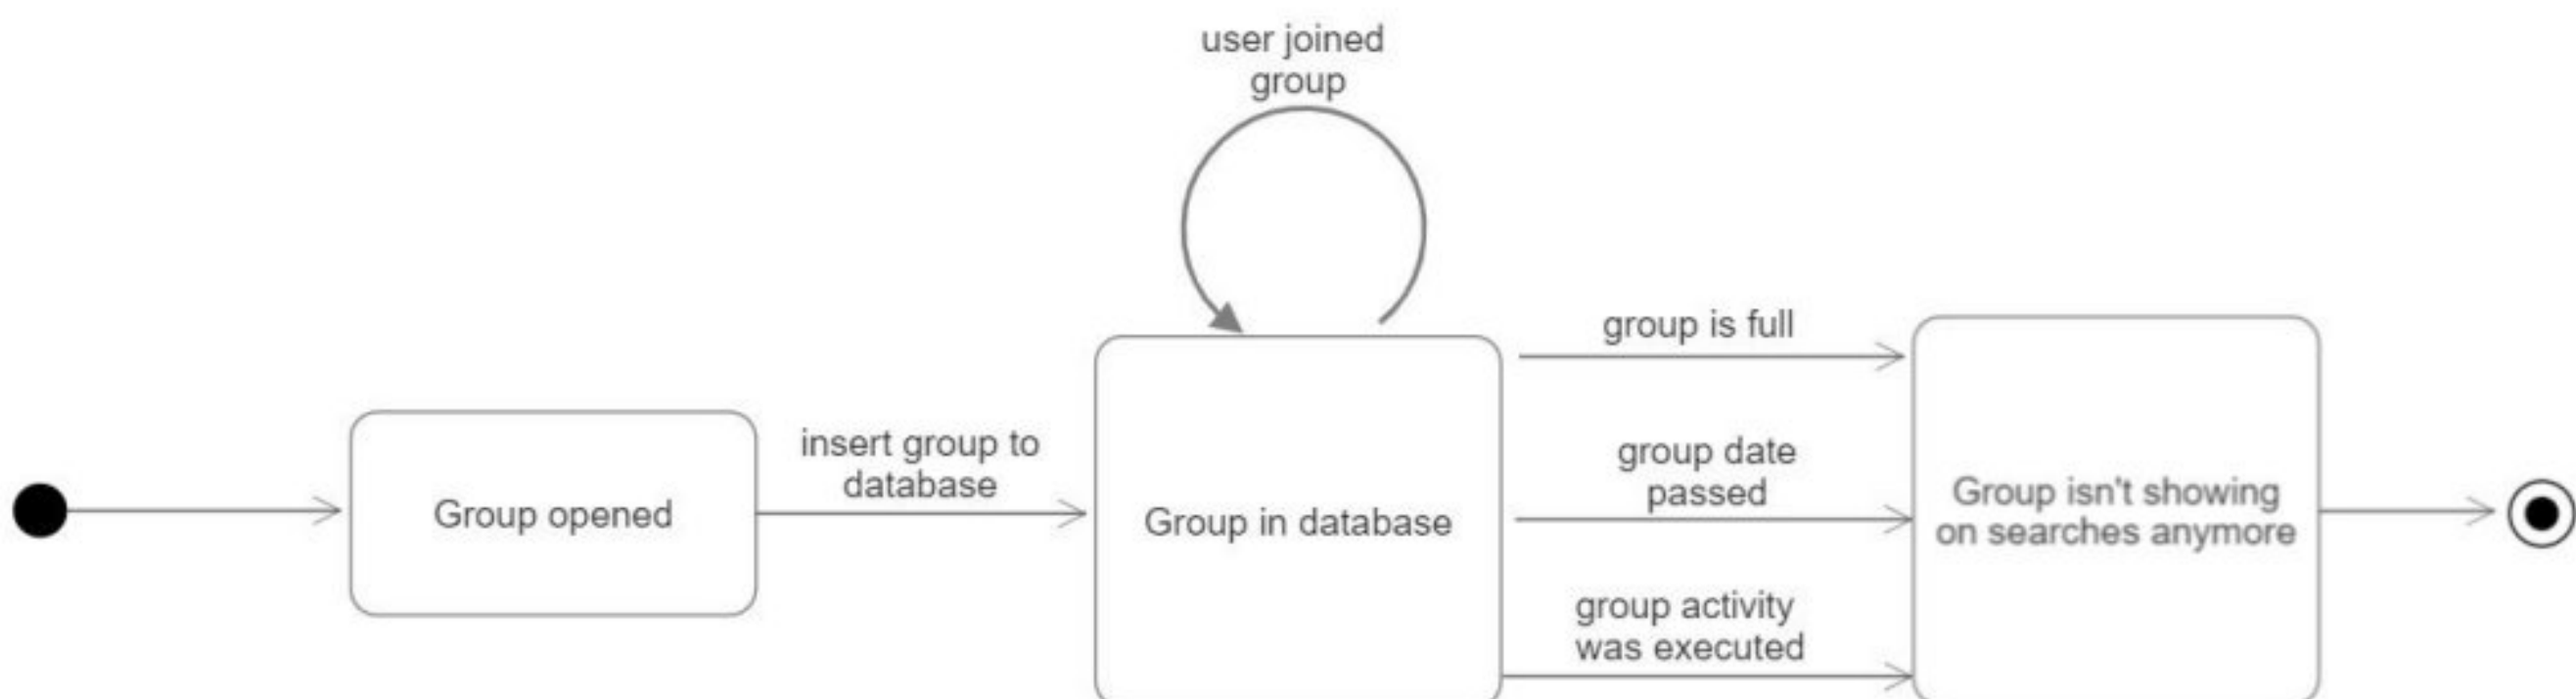 user joined
group
group is full
insert group to
database
group date
passed
Group opened
Group in database
Group isn't showing
on searches anymore
group activity
was executed